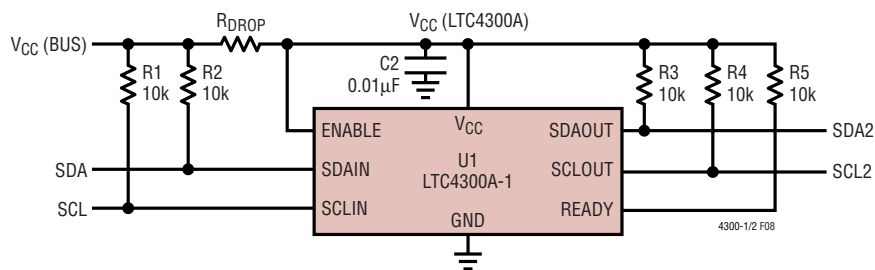 RDROP
VCC (LTC4300A)
VCC (BUS)
R1
10k
R2
10k
C2
0.01μF
R3
10k
R4
10k
R5
10k
ENABLE
VCC
SDAOUT
SDA2
SDA
SDAIN
U1
LTC4300A-1
SCLOUT
SCL2
SCL
SCLIN
GND
READY
4300-1/2 F08